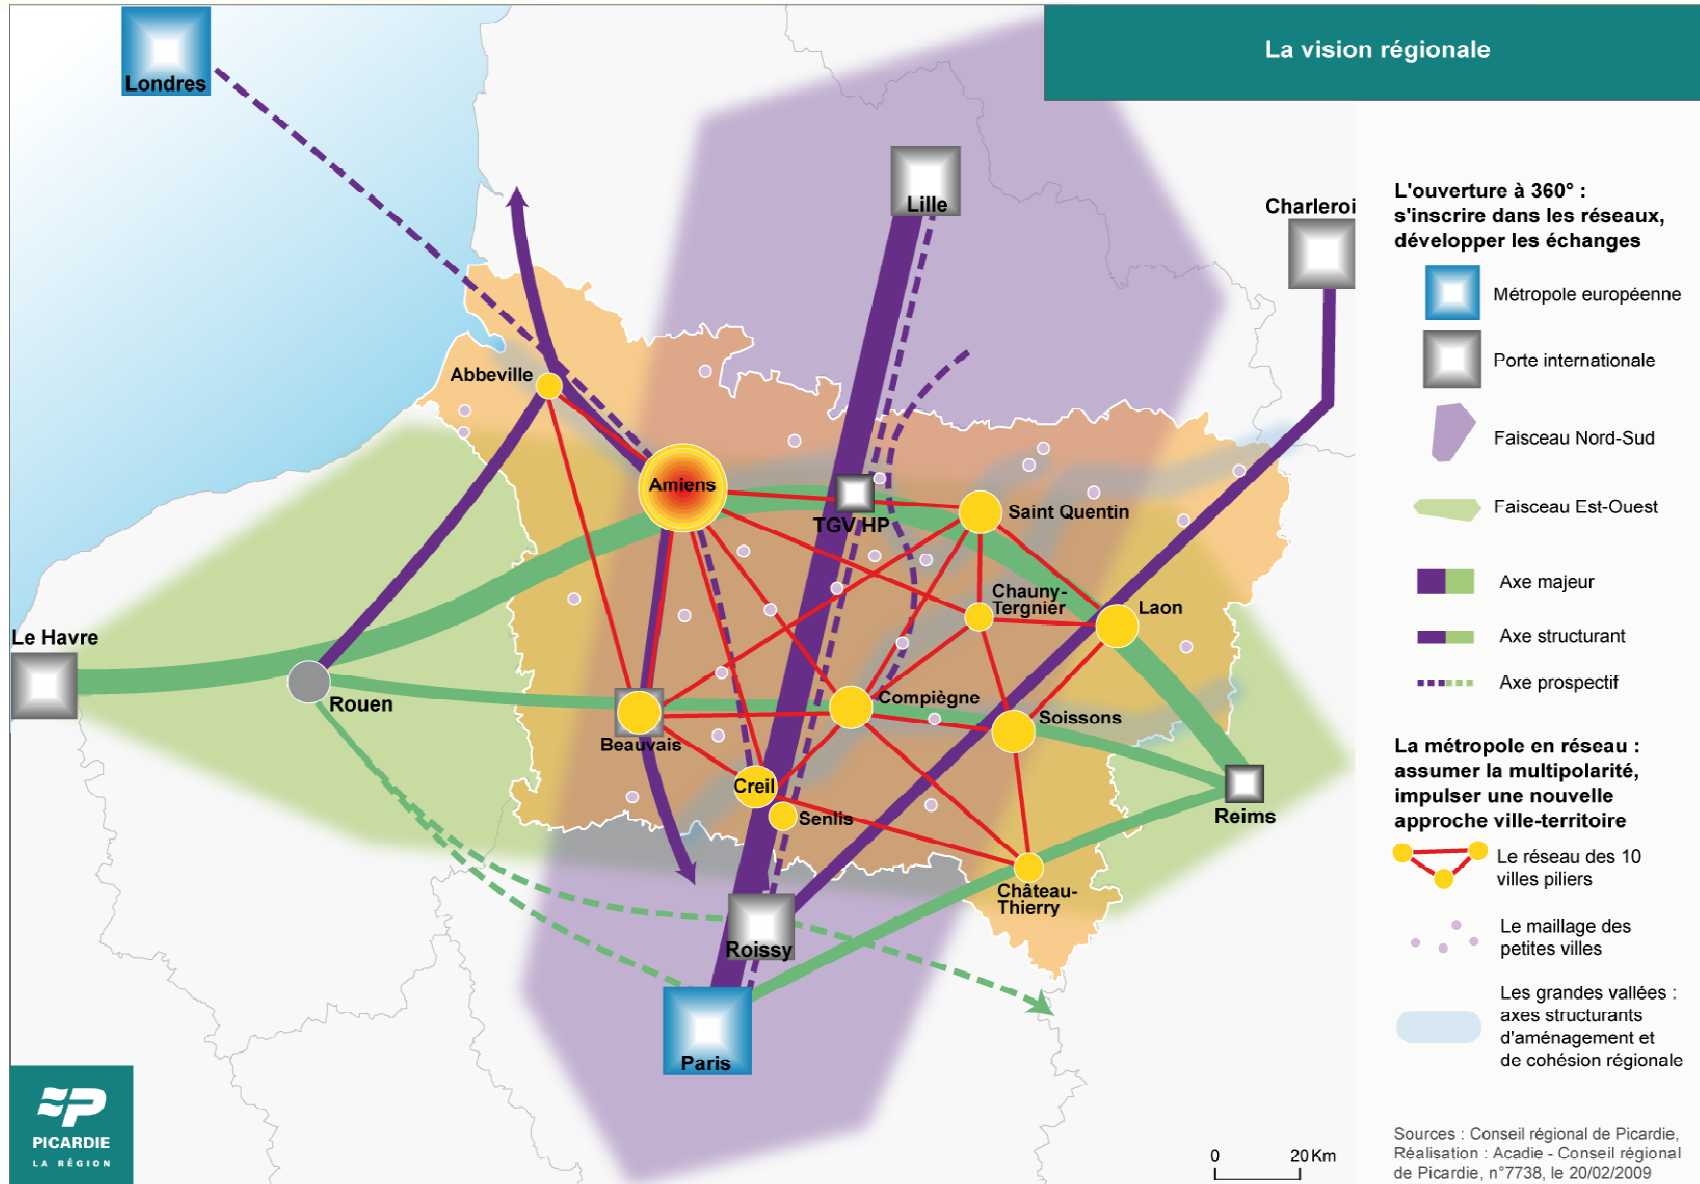 La vision régionale
Londres
Lille
Charleroi
Abbeville
Amiens
TGV HP
Saint Quentin
Chauny-
Tergnier
Laon
Le Havre
Rouen
Beauvais
Compiègne
Soissons
Creil
Senlis
Reims
Château-
Thierry
Roissy
Paris
L'ouverture à 360° :
s'inscrire dans les réseaux,
développer les échanges
Métropole européenne
Porte internationale
Faisceau Nord-Sud
Faisceau Est-Ouest
Axe majeur
Axe structurant
Axe prospectif
La métropole en réseau :
assumer la multipolarité,
impulser une nouvelle
approche ville-territoire
Le réseau des 10
villes piliers
Le maillage des
petites villes
Les grandes vallées :
axes structurants
d'aménagement et
de cohésion régionale
P
PICARDIE
LA RÉGION
0 20 Km
Sources : Conseil régional de Picardie,
Réalisation : Acadie - Conseil régional
de Picardie, n°7738, le 20/02/2009